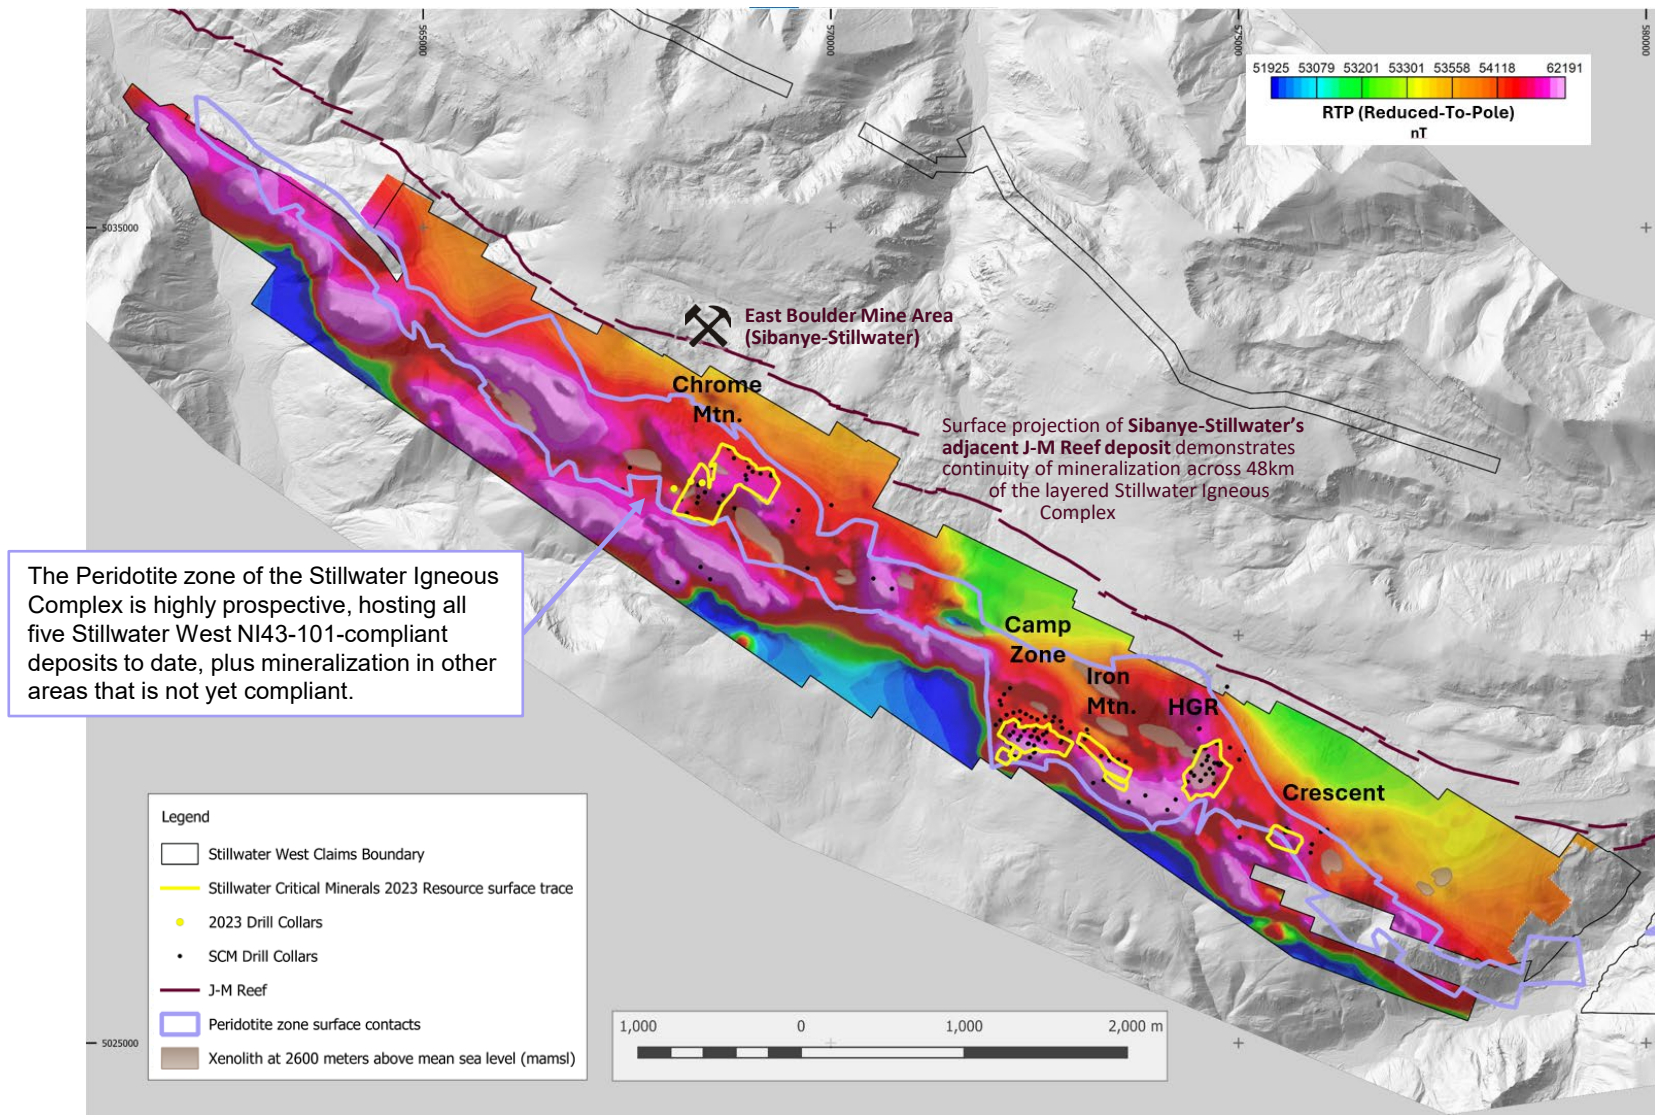 565000
570000
575000
580000
51925 53079 53201 53301 53558 54118 62191
RTP (Reduced-To-Pole)
nT
5035000
East Boulder Mine Area
(Sibanye-Stillwater)
Chrome
Mtn.
Surface projection of Sibanye-Stillwater’s
adjacent J-M Reef deposit demonstrates
continuity of mineralization across 48km
of the layered Stillwater Igneous
Complex
The Peridotite zone of the Stillwater Igneous
Complex is highly prospective, hosting all
five Stillwater West NI43-101-compliant
deposits to date, plus mineralization in other
areas that is not yet compliant.
Camp
Zone
Iron
Mtn.
HGR
Crescent
Legend
Stillwater West Claims Boundary
Stillwater Critical Minerals 2023 Resource surface trace
2023 Drill Collars
SCM Drill Collars
J-M Reef
Peridotite zone surface contacts
Xenolith at 2600 meters above mean sea level (mamsl)
5025000
1,000 0 1,000 2,000 m